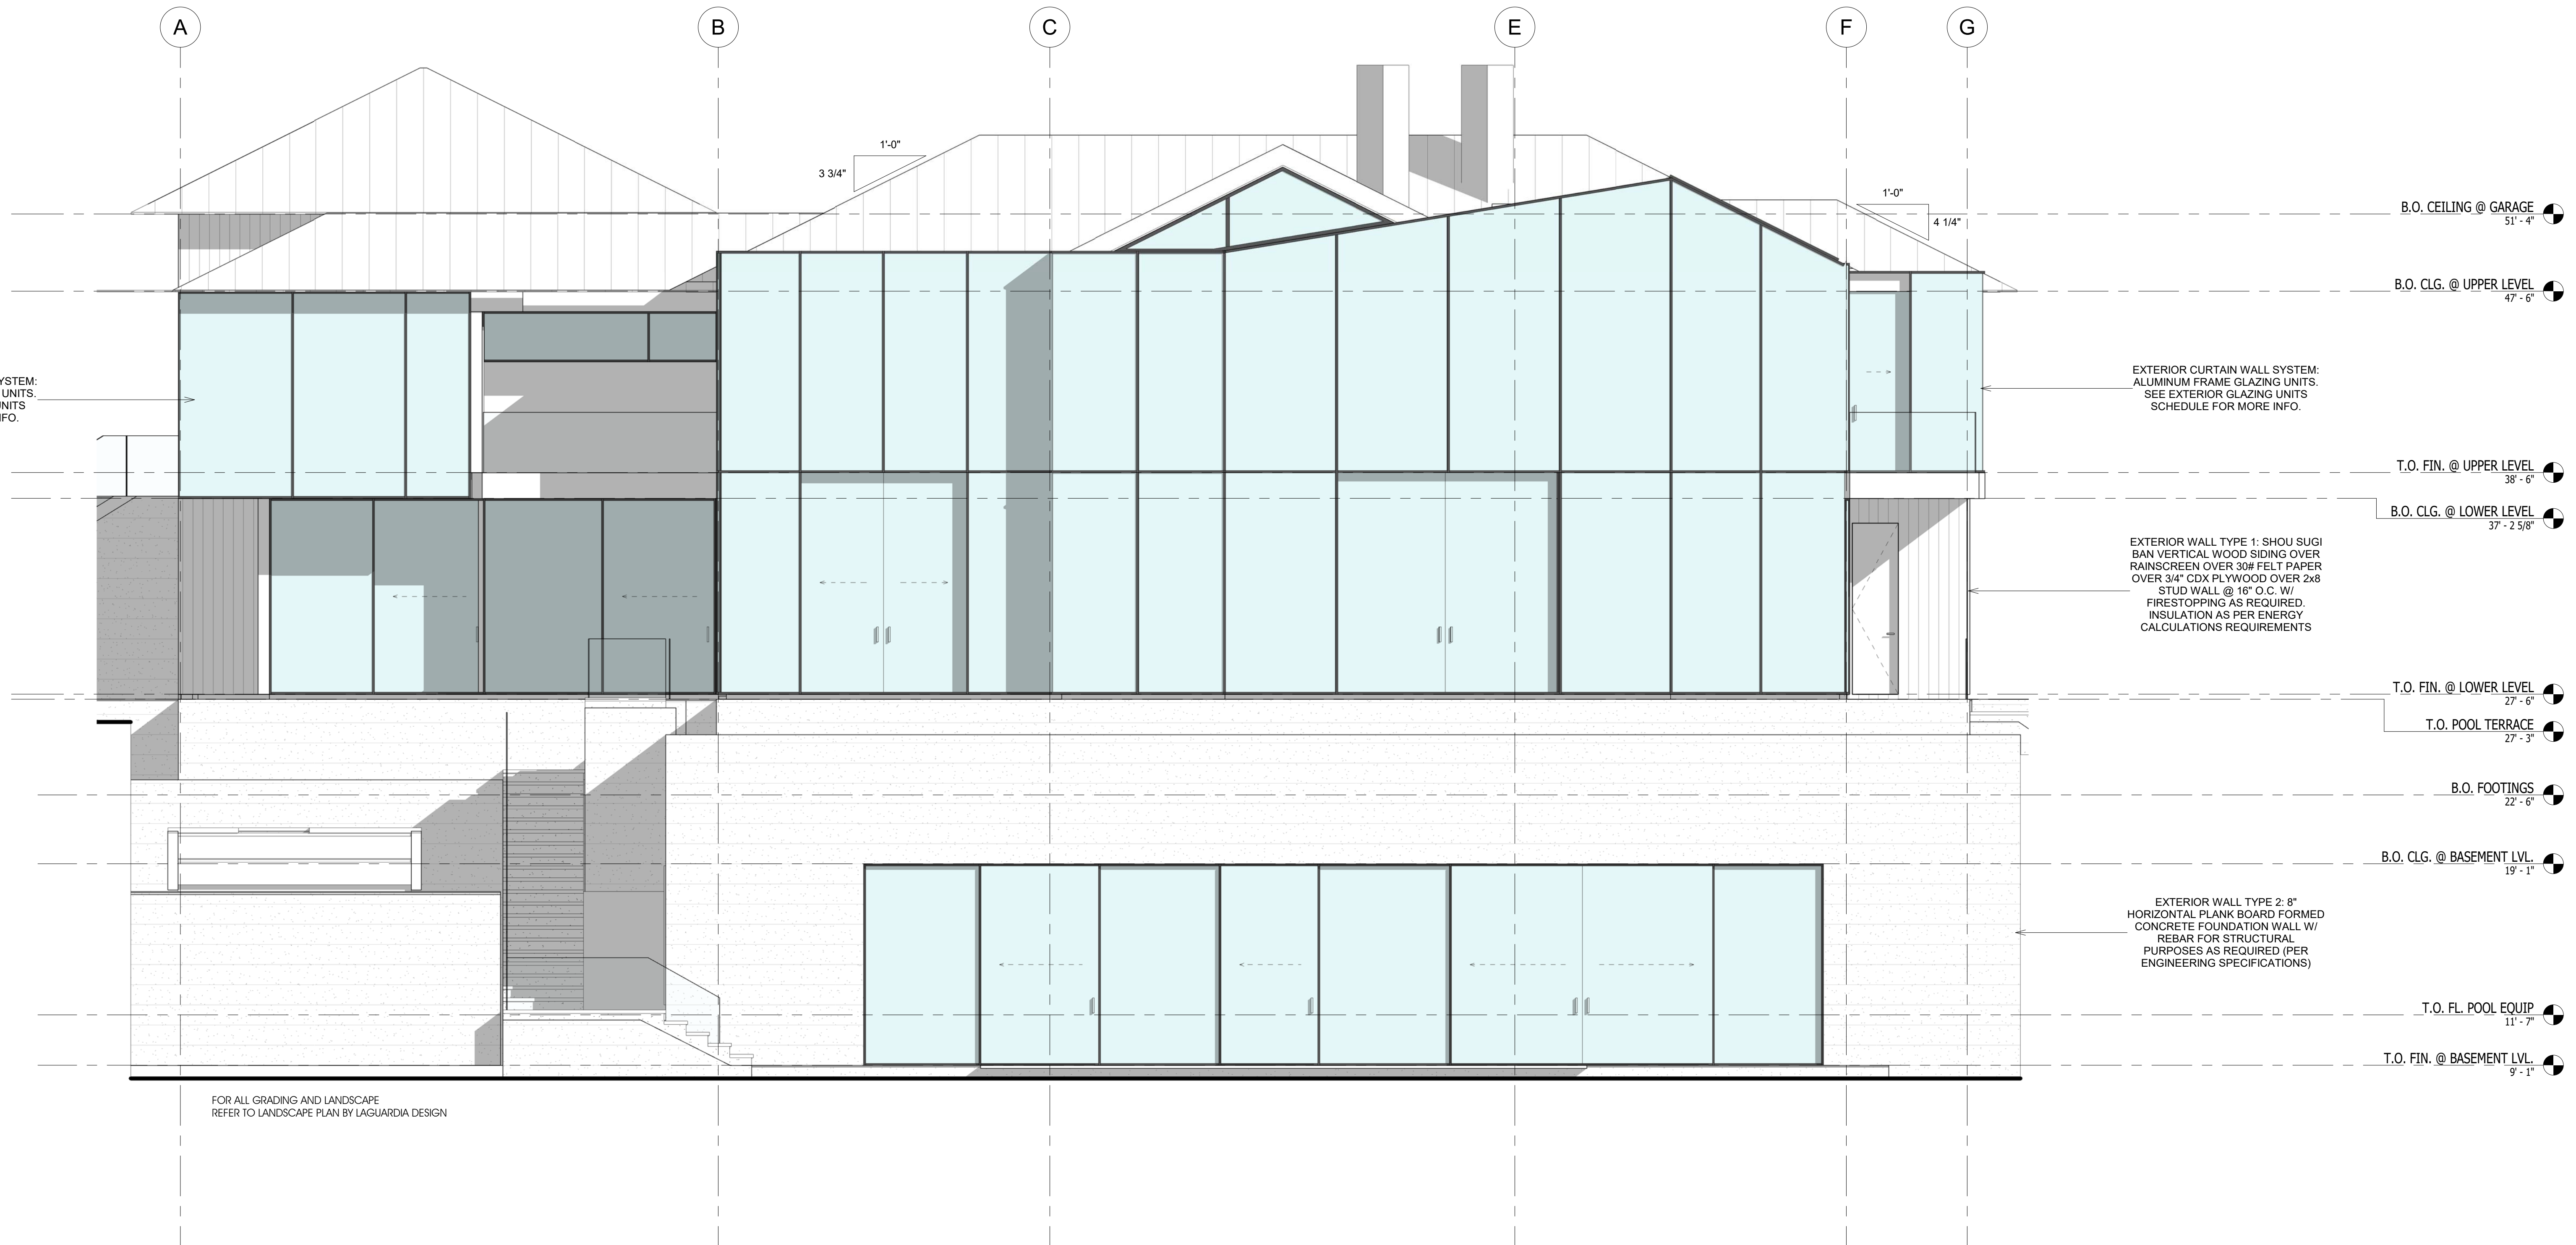 A
B
C
E
F
G
1'-0"
3 3/4"
1'-0"
4 1/4"
B.O. CEILING @ GARAGE
51' - 4"
B.O. CLG. @ UPPER LEVEL
47' - 6"
YSTEM:
UNITS.
NITS
FO.
EXTERIOR CURTAIN WALL SYSTEM:
ALUMINUM FRAME GLAZING UNITS.
SEE EXTERIOR GLAZING UNITS
SCHEDULE FOR MORE INFO.
T.O. FIN. @ UPPER LEVEL
38' - 6"
B.O. CLG. @ LOWER LEVEL
37' - 2 5/8"
EXTERIOR WALL TYPE 1: SHOU SUGI
BAN VERTICAL WOOD SIDING OVER
RAINSCREEN OVER 30# FELT PAPER
OVER 3/4" CDX PLYWOOD OVER 2x8
STUD WALL @ 16" O.C. W/
FIRESTOPPING AS REQUIRED.
INSULATION AS PER ENERGY
CALCULATIONS REQUIREMENTS
T.O. FIN. @ LOWER LEVEL
27' - 6"
T.O. POOL TERRACE
27' - 3"
B.O. FOOTINGS
22' - 6"
B.O. CLG. @ BASEMENT LVL.
19' - 1"
EXTERIOR WALL TYPE 2: 8"
HORIZONTAL PLANK BOARD FORMED
CONCRETE FOUNDATION WALL W/
REBAR FOR STRUCTURAL
PURPOSES AS REQUIRED (PER
ENGINEERING SPECIFICATIONS)
T.O. FL. POOL EQUIP
11' - 7"
T.O. FIN. @ BASEMENT LVL.
9' - 1"
FOR ALL GRADING AND LANDSCAPE
REFER TO LANDSCAPE PLAN BY LAGUARDIA DESIGN